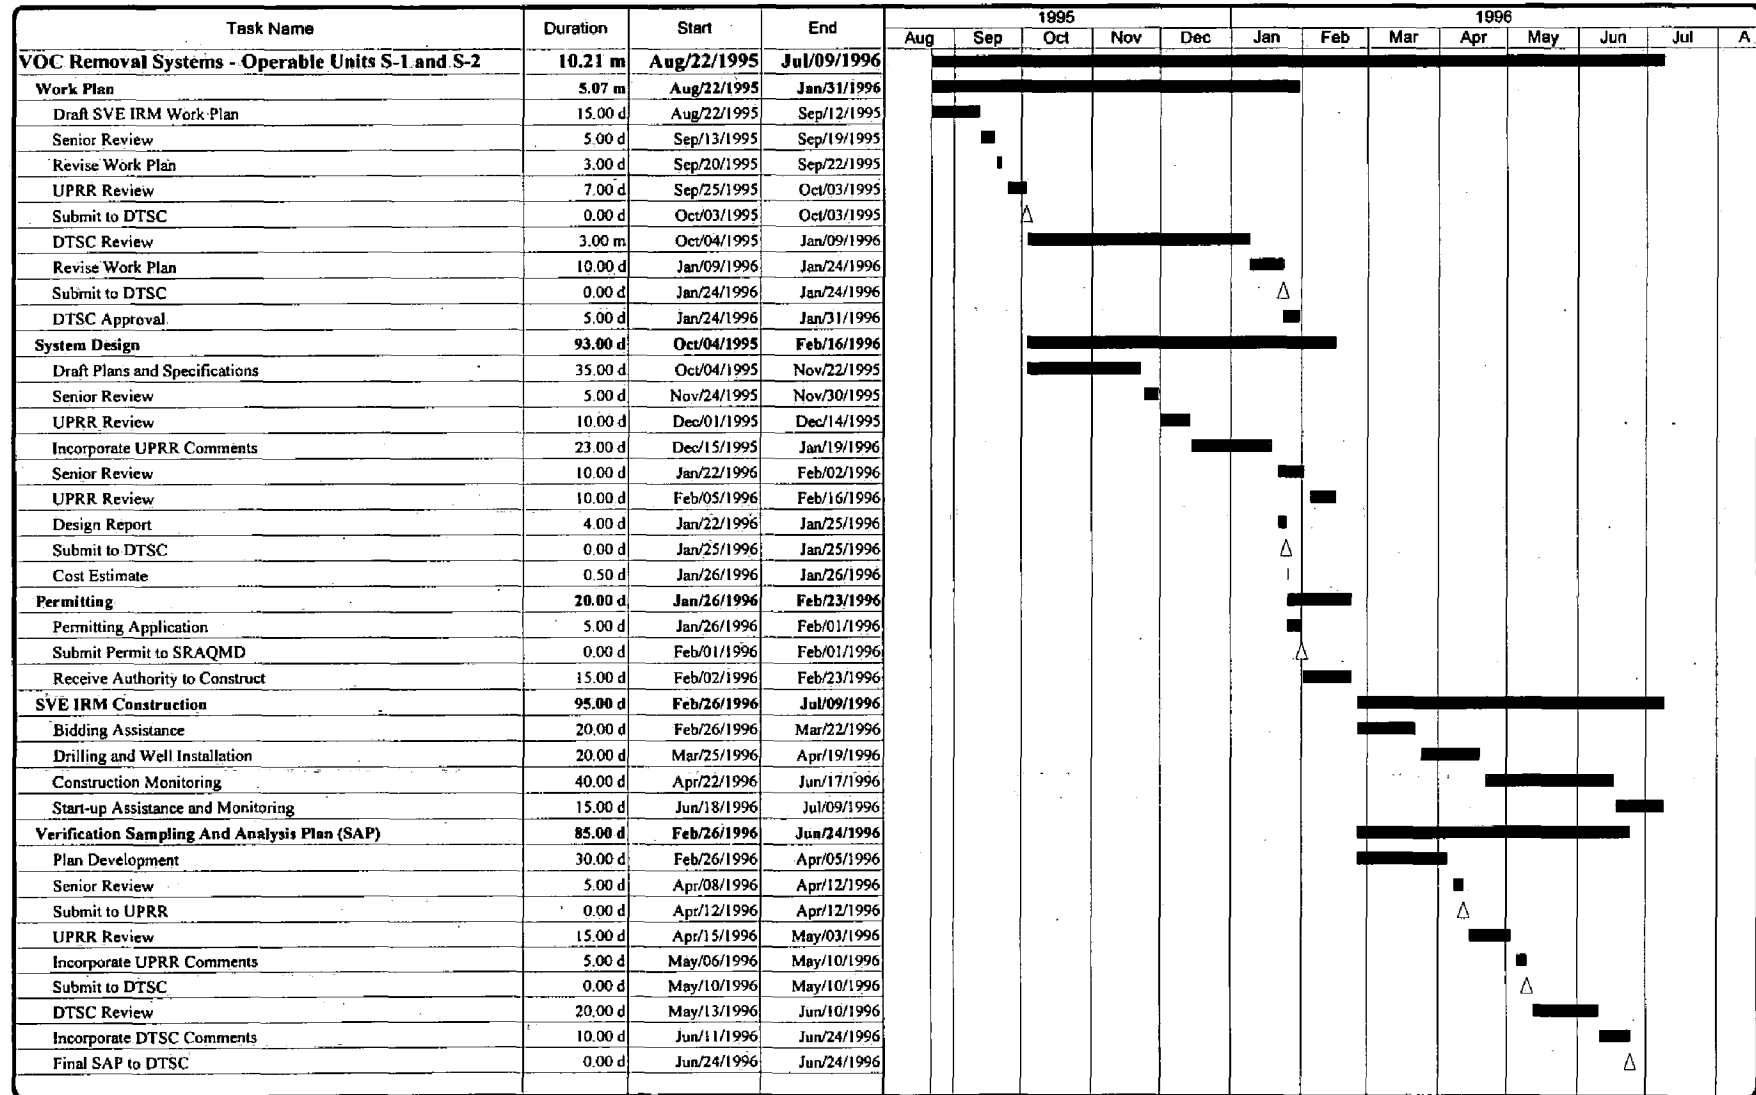 1995 1996
Task Name Duration Start End Aug Sep Oct Nov Dec Jan Feb Mar Apr May Jun Jul A
VOC Removal Systems - Operable Units S-1 and S-2 10.21 m Aug/22/1995 Jul/09/1996
Work Plan 5.07 m Aug/22/1995 Jan/31/1996
Draft SVE IRM Work Plan 15.00 d Aug/22/1995 Sep/12/1995
Senior Review 5.00 d Sep/13/1995 Sep/19/1995
Revise Work Plan 3.00 d Sep/20/1995 Sep/22/1995
UPRR Review 7.00 d Sep/25/1995 Oct/03/1995
Submit to DTSC 0.00 d Oct/03/1995 Oct/03/1995
DTSC Review 3.00 m Oct/04/1995 Jan/09/1996
Revise Work Plan 10.00 d Jan/09/1996 Jan/24/1996
Submit to DTSC 0.00 d Jan/24/1996 Jan/24/1996
DTSC Approval 5.00 d Jan/24/1996 Jan/31/1996
System Design 93.00 d Oct/04/1995 Feb/16/1996
Draft Plans and Specifications 35.00 d Oct/04/1995 Nov/22/1995
Senior Review 5.00 d Nov/24/1995 Nov/30/1995
UPRR Review 10.00 d Dec/01/1995 Dec/14/1995
Incorporate UPRR Comments 23.00 d Dec/15/1995 Jan/19/1996
Senior Review 10.00 d Jan/22/1996 Feb/02/1996
UPRR Review 10.00 d Feb/05/1996 Feb/16/1996
Design Report 4.00 d Jan/22/1996 Jan/25/1996
Submit to DTSC 0.00 d Jan/25/1996 Jan/25/1996
Cost Estimate 0.50 d Jan/26/1996 Jan/26/1996
Permitting 20.00 d Jan/26/1996 Feb/23/1996
Permitting Application 5.00 d Jan/26/1996 Feb/01/1996
Submit Permit to SRAQMD 0.00 d Feb/01/1996 Feb/01/1996
Receive Authority to Construct 15.00 d Feb/02/1996 Feb/23/1996
SVE IRM Construction 95.00 d Feb/26/1996 Jul/09/1996
Bidding Assistance 20.00 d Feb/26/1996 Mar/22/1996
Drilling and Well Installation 20.00 d Mar/25/1996 Apr/19/1996
Construction Monitoring 40.00 d Apr/22/1996 Jun/17/1996
Start-up Assistance and Monitoring 15.00 d Jun/18/1996 Jul/09/1996
Verification Sampling And Analysis Plan (SAP) 85.00 d Feb/26/1996 Jun/24/1996
Plan Development 30.00 d Feb/26/1996 Apr/05/1996
Senior Review 5.00 d Apr/08/1996 Apr/12/1996
Submit to UPRR 0.00 d Apr/12/1996 Apr/12/1996
UPRR Review 15.00 d Apr/15/1996 May/03/1996
Incorporate UPRR Comments 5.00 d May/06/1996 May/10/1996
Submit to DTSC 0.00 d May/10/1996 May/10/1996
DTSC Review 20.00 d May/13/1996 Jun/10/1996
Incorporate DTSC Comments 10.00 d Jun/11/1996 Jun/24/1996
Final SAP to DTSC 0.00 d Jun/24/1996 Jun/24/1996